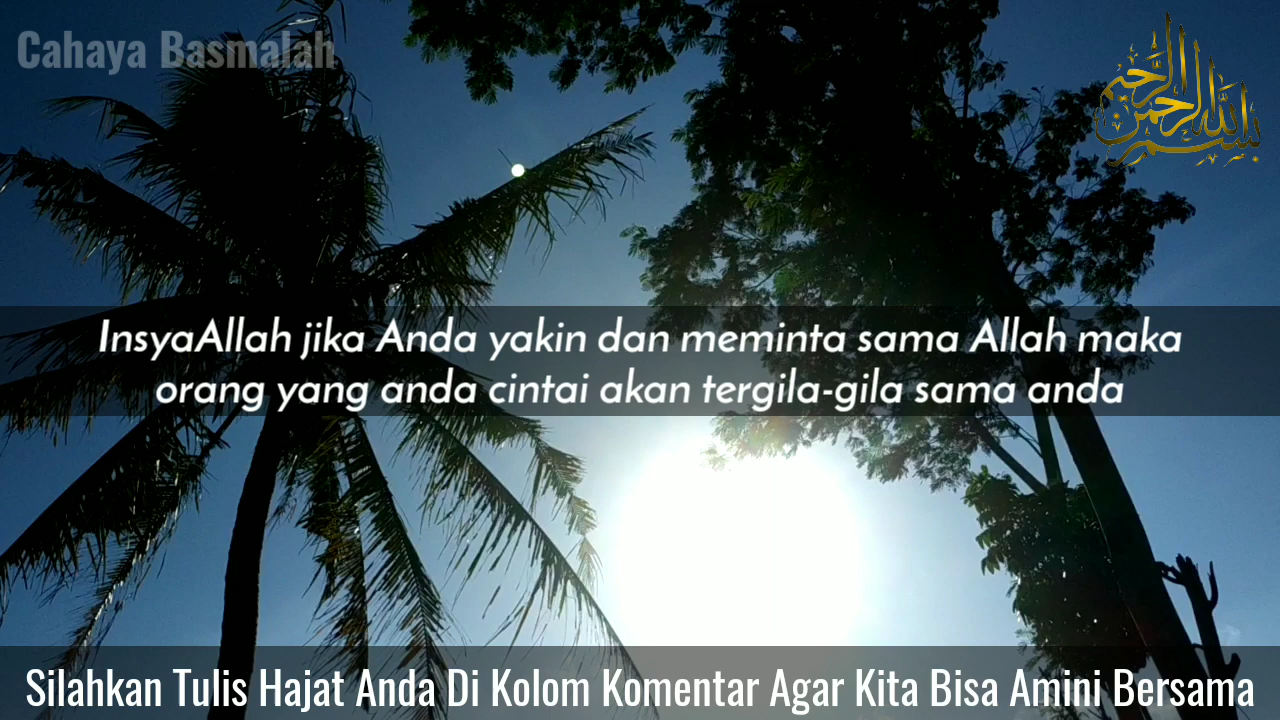 Cahaya Basmalah
بسم الله الرحمن الرحيم
InsyaAllah jika Anda yakin dan meminta sama Allah maka
orang yang anda cintai akan tergila-gila sama anda
Silahkan Tulis Hajat Anda Di Kolom Komentar Agar Kita Bisa Amini Bersama